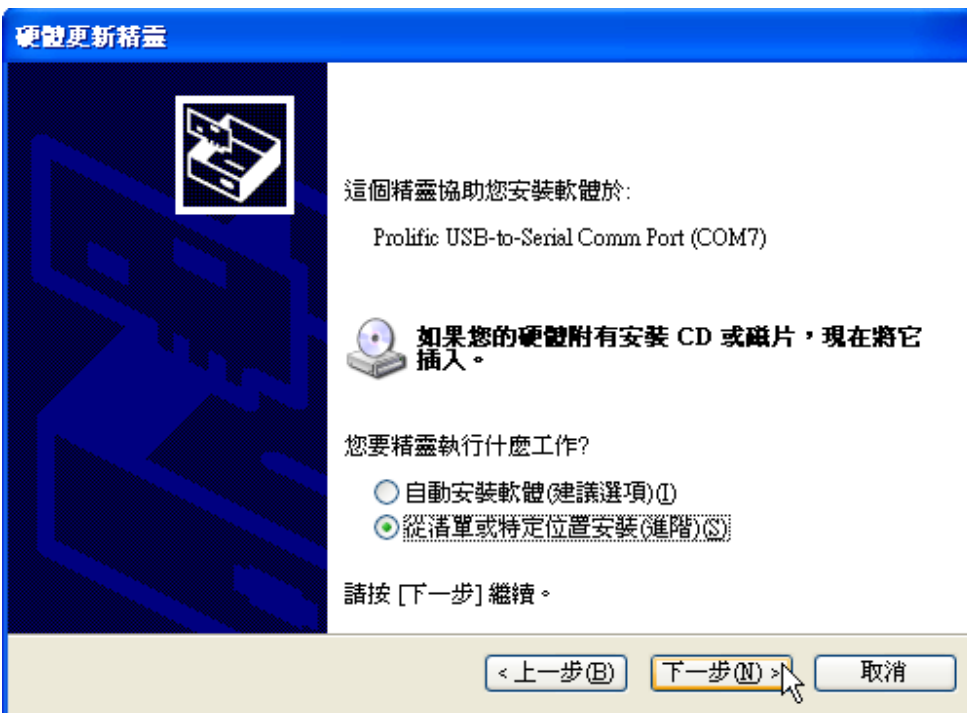 硬體更新精靈
這個精靈協助您安裝軟體於:
Prolific USB-to-Serial Comm Port (COM7)
如果您的硬體附有安裝 CD 或磁片，現在將它
插入。
您要精靈執行什麼工作?
自動安裝軟體(建議選項)(I)
從清單或特定位置安裝(進階)(S)
請按 [下一步] 繼續。
< 上一步(B) 下一步(N) > 取消